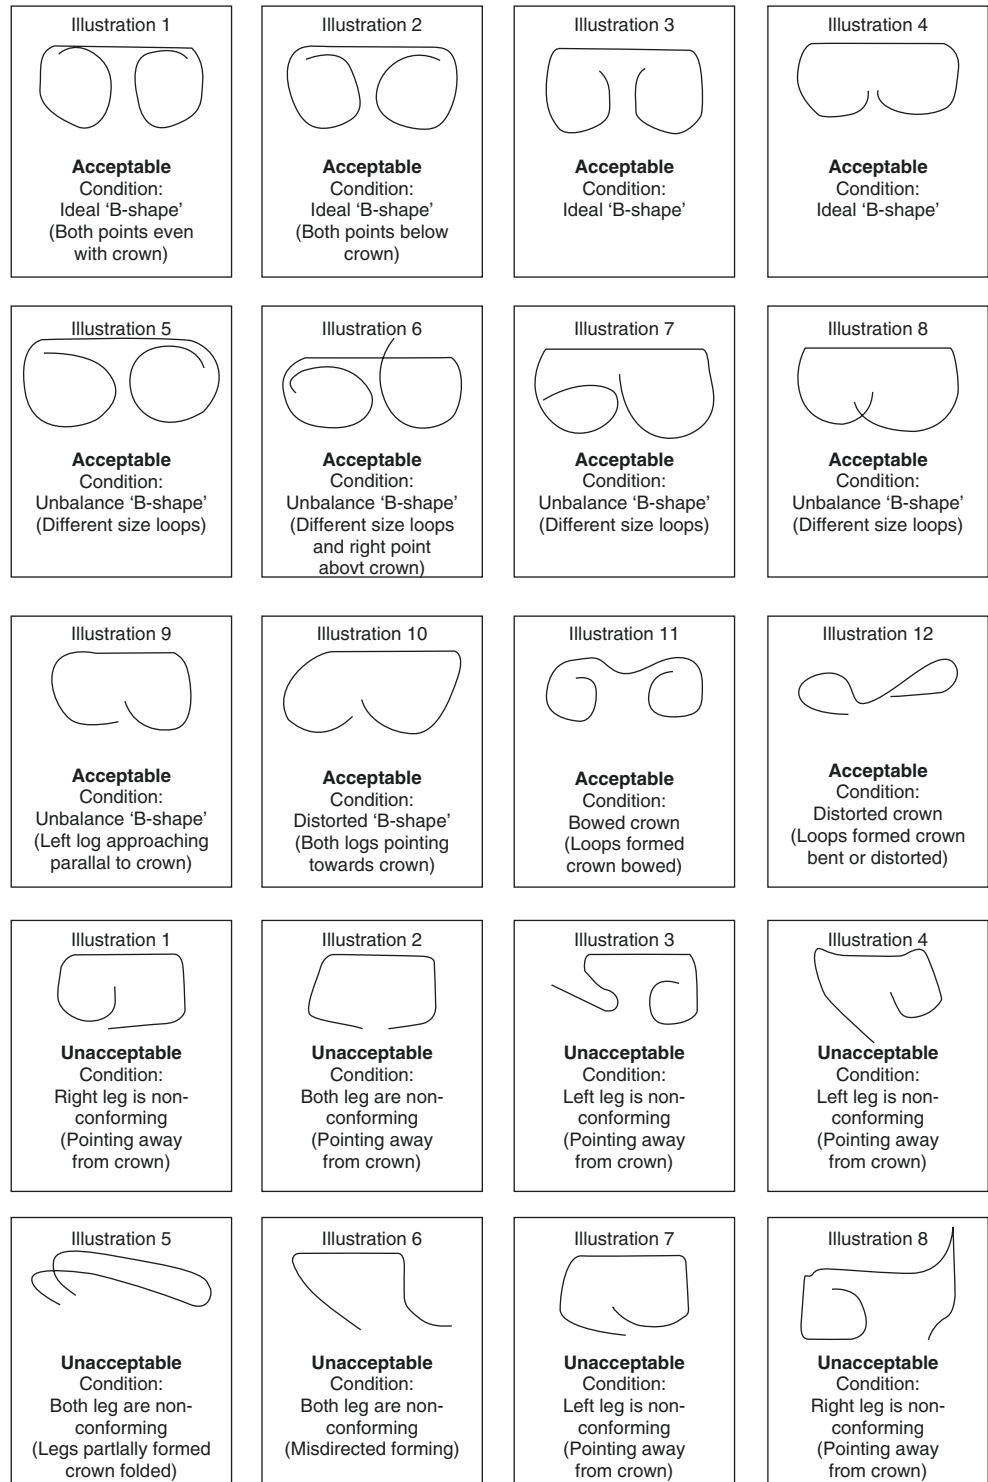 Illustration 1
Acceptable
Condition:
Ideal ‘B-shape’
(Both points even
with crown)
Illustration 2
Acceptable
Condition:
Ideal ‘B-shape’
(Both points below
crown)
Illustration 3
Acceptable
Condition:
Ideal ‘B-shape’
Illustration 4
Acceptable
Condition:
Ideal ‘B-shape’
Illustration 5
Acceptable
Condition:
Unbalance ‘B-shape’
(Different size loops)
Illustration 6
Acceptable
Condition:
Unbalance ‘B-shape’
(Different size loops
and right point
abovt crown)
Illustration 7
Acceptable
Condition:
Unbalance ‘B-shape’
(Different size loops)
Illustration 8
Acceptable
Condition:
Unbalance ‘B-shape’
(Different size loops)
Illustration 9
Acceptable
Condition:
Unbalance ‘B-shape’
(Left log approaching
parallal to crown)
Illustration 10
Acceptable
Condition:
Distorted ‘B-shape’
(Both logs pointing
towards crown)
Illustration 11
Acceptable
Condition:
Bowed crown
(Loops formed
crown bowed)
Illustration 12
Acceptable
Condition:
Distorted crown
(Loops formed crown
bent or distorted)
Illustration 1
Unacceptable
Condition:
Right leg is non-
conforming
(Pointing away
from crown)
Illustration 2
Unacceptable
Condition:
Both leg are non-
conforming
(Pointing away
from crown)
Illustration 3
Unacceptable
Condition:
Left leg is non-
conforming
(Pointing away
from crown)
Illustration 4
Unacceptable
Condition:
Left leg is non-
conforming
(Pointing away
from crown)
Illustration 5
Unacceptable
Condition:
Both leg are non-
conforming
(Legs partlally formed
crown folded)
Illustration 6
Unacceptable
Condition:
Both leg are non-
conforming
(Misdirected forming)
Illustration 7
Unacceptable
Condition:
Left leg is non-
conforming
(Pointing away
from crown)
Illustration 8
Unacceptable
Condition:
Right leg is non-
conforming
(Pointing away
from crown)